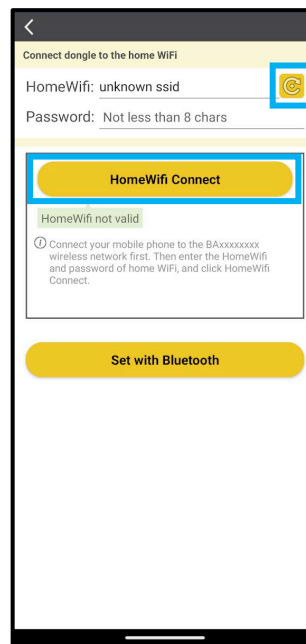 Connect dongle to the home WiFi
HomeWifi: unknown ssid
Password: Not less than 8 chars
HomeWifi Connect
HomeWifi not valid
Connect your mobile phone to the BAxxxxxxxx
wireless network first. Then enter the HomeWifi
and password of home WiFi, and click HomeWifi
Connect.
Set with Bluetooth